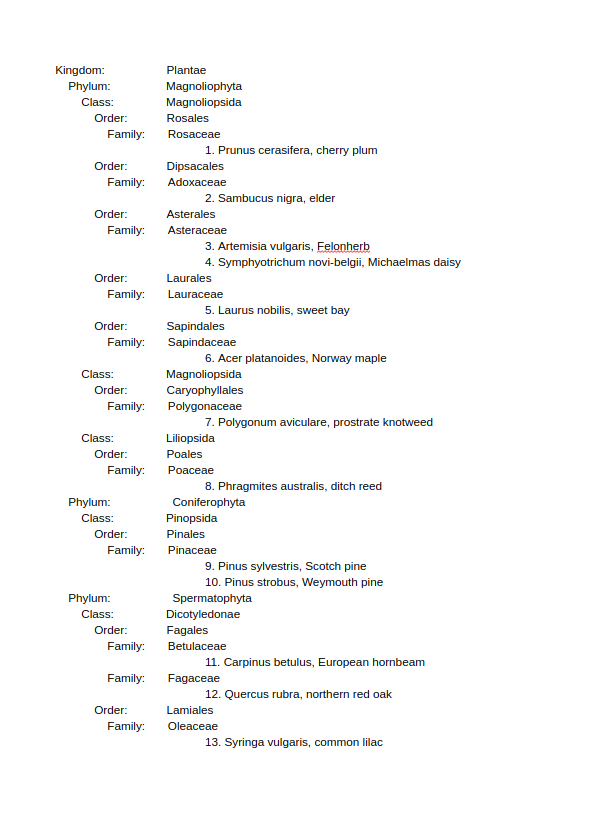 Kingdom: Plantae
Phylum: Magnoliophyta
Class: Magnoliopsida
Order: Rosales
Family: Rosaceae
1. Prunus cerasifera, cherry plum
Order: Dipsacales
Family: Adoxaceae
2. Sambucus nigra, elder
Order: Asterales
Family: Asteraceae
3. Artemisia vulgaris, Felonherb
4. Symphyotrichum novi-belgii, Michaelmas daisy
Order: Laurales
Family: Lauraceae
5. Laurus nobilis, sweet bay
Order: Sapindales
Family: Sapindaceae
6. Acer platanoides, Norway maple
Class: Magnoliopsida
Order: Caryophyllales
Family: Polygonaceae
7. Polygonum aviculare, prostrate knotweed
Class: Liliopsida
Order: Poales
Family: Poaceae
8. Phragmites australis, ditch reed
Phylum: Coniferophyta
Class: Pinopsida
Order: Pinales
Family: Pinaceae
9. Pinus sylvestris, Scotch pine
10. Pinus strobus, Weymouth pine
Phylum: Spermatophyta
Class: Dicotyledonae
Order: Fagales
Family: Betulaceae
11. Carpinus betulus, European hornbeam
Family: Fagaceae
12. Quercus rubra, northern red oak
Order: Lamiales
Family: Oleaceae
13. Syringa vulgaris, common lilac